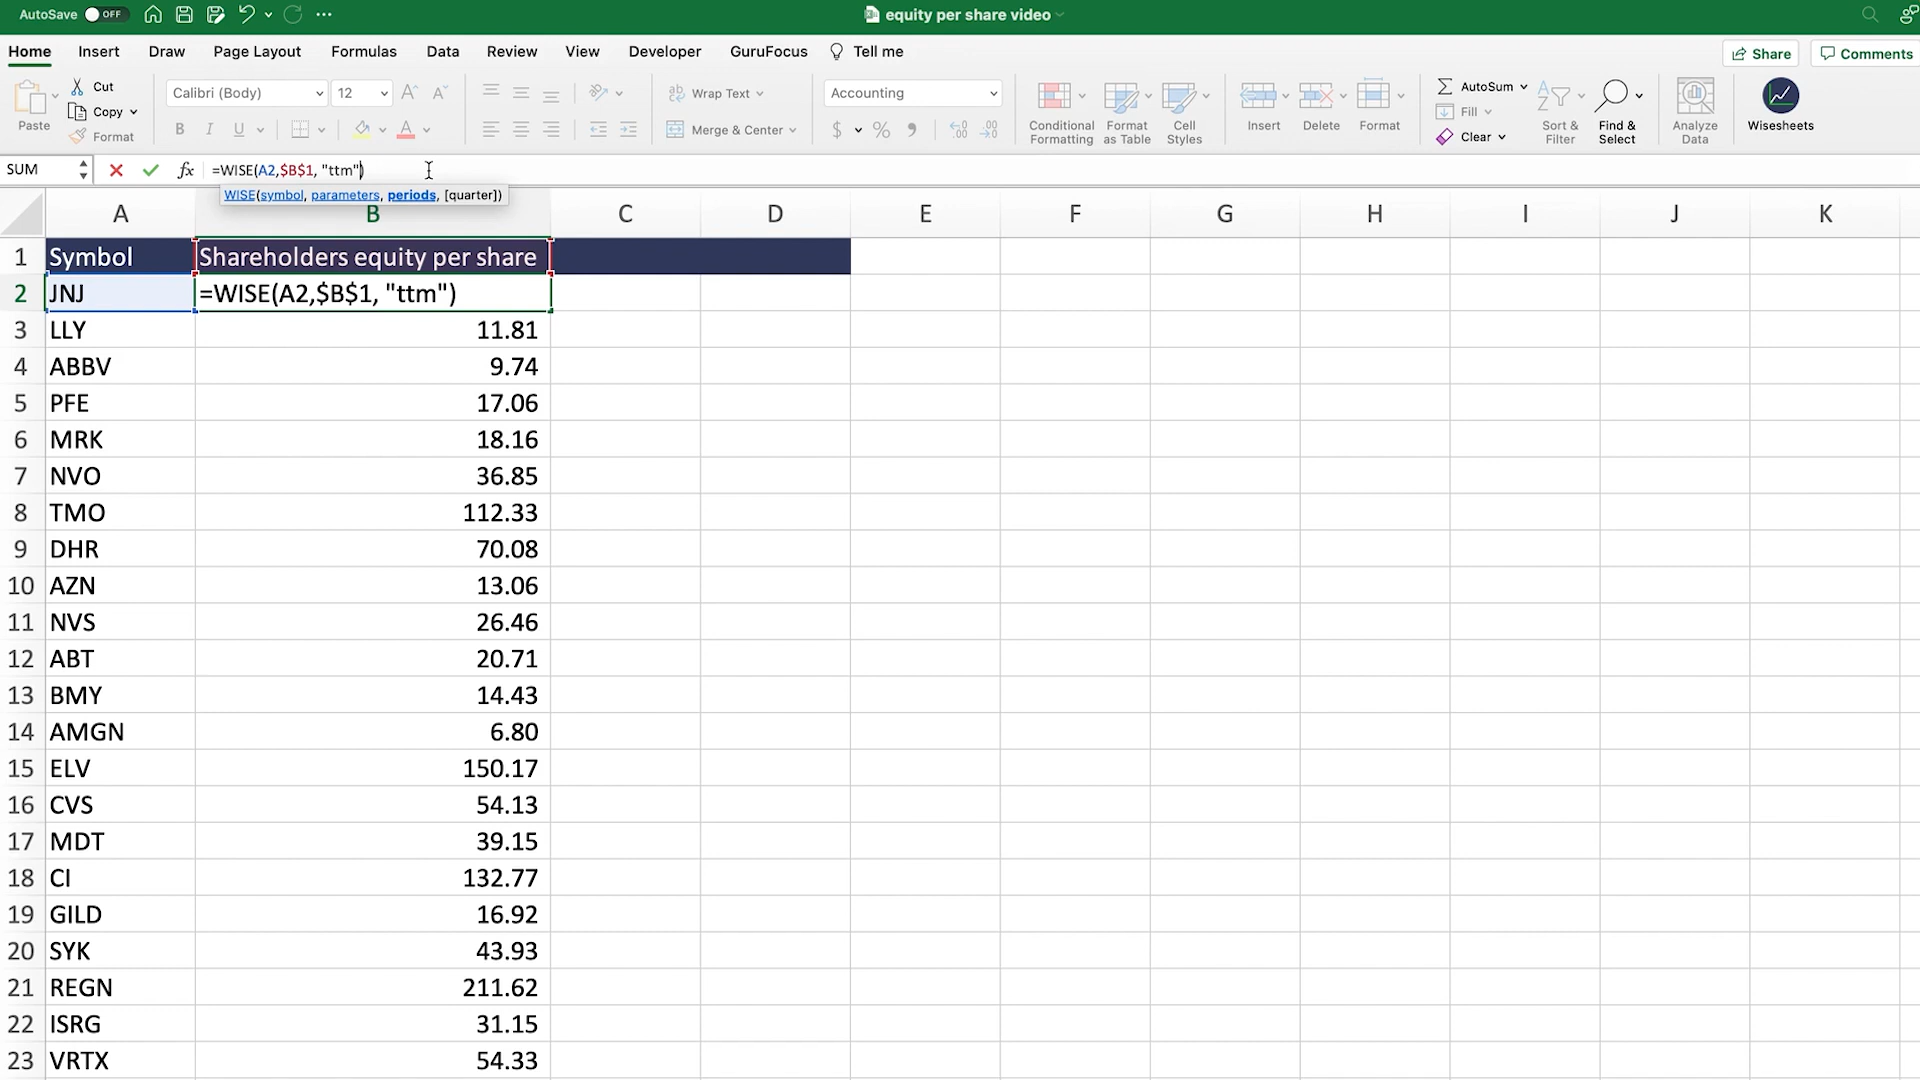 AutoSave OFF equity per share video
Home Insert Draw Page Layout Formulas Data Review View Developer GuruFocus Tell me Share Comments
Paste Cut Copy Format
Calibri (Body) 12 A^ Aˇ
B I U A
ab Wrap Text
Merge & Center
Accounting
$ % 9
Conditional Formatting
Format as Table
Cell Styles
Insert Delete Format
AutoSum
Fill
Clear
Sort & Filter
Find & Select
Analyze Data
Wisesheets
SUM fx =WISE(A2,$B$1, "ttm")
WISE(symbol, parameters, periods, [quarter])
A B C D E F G H I J K
1 Symbol Shareholders equity per share
2 JNJ =WISE(A2,$B$1, "ttm")
3 LLY 11.81
4 ABBV 9.74
5 PFE 17.06
6 MRK 18.16
7 NVO 36.85
8 TMO 112.33
9 DHR 70.08
10 AZN 13.06
11 NVS 26.46
12 ABT 20.71
13 BMY 14.43
14 AMGN 6.80
15 ELV 150.17
16 CVS 54.13
17 MDT 39.15
18 CI 132.77
19 GILD 16.92
20 SYK 43.93
21 REGN 211.62
22 ISRG 31.15
23 VRTX 54.33